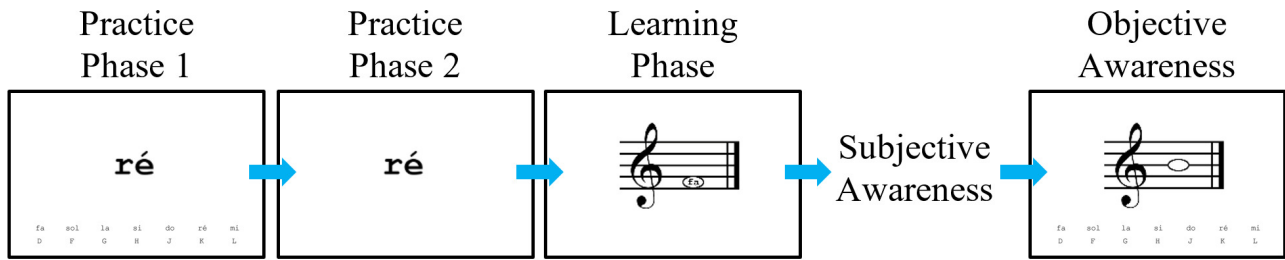 Practice
Phase 1
Practice
Phase 2
Learning
Phase
Objective
Awareness
ré
ré
fa
Subjective
Awareness
fa sol la si do ré mi
D F G H J K L
fa sol la si do ré mi
D F G H J K L